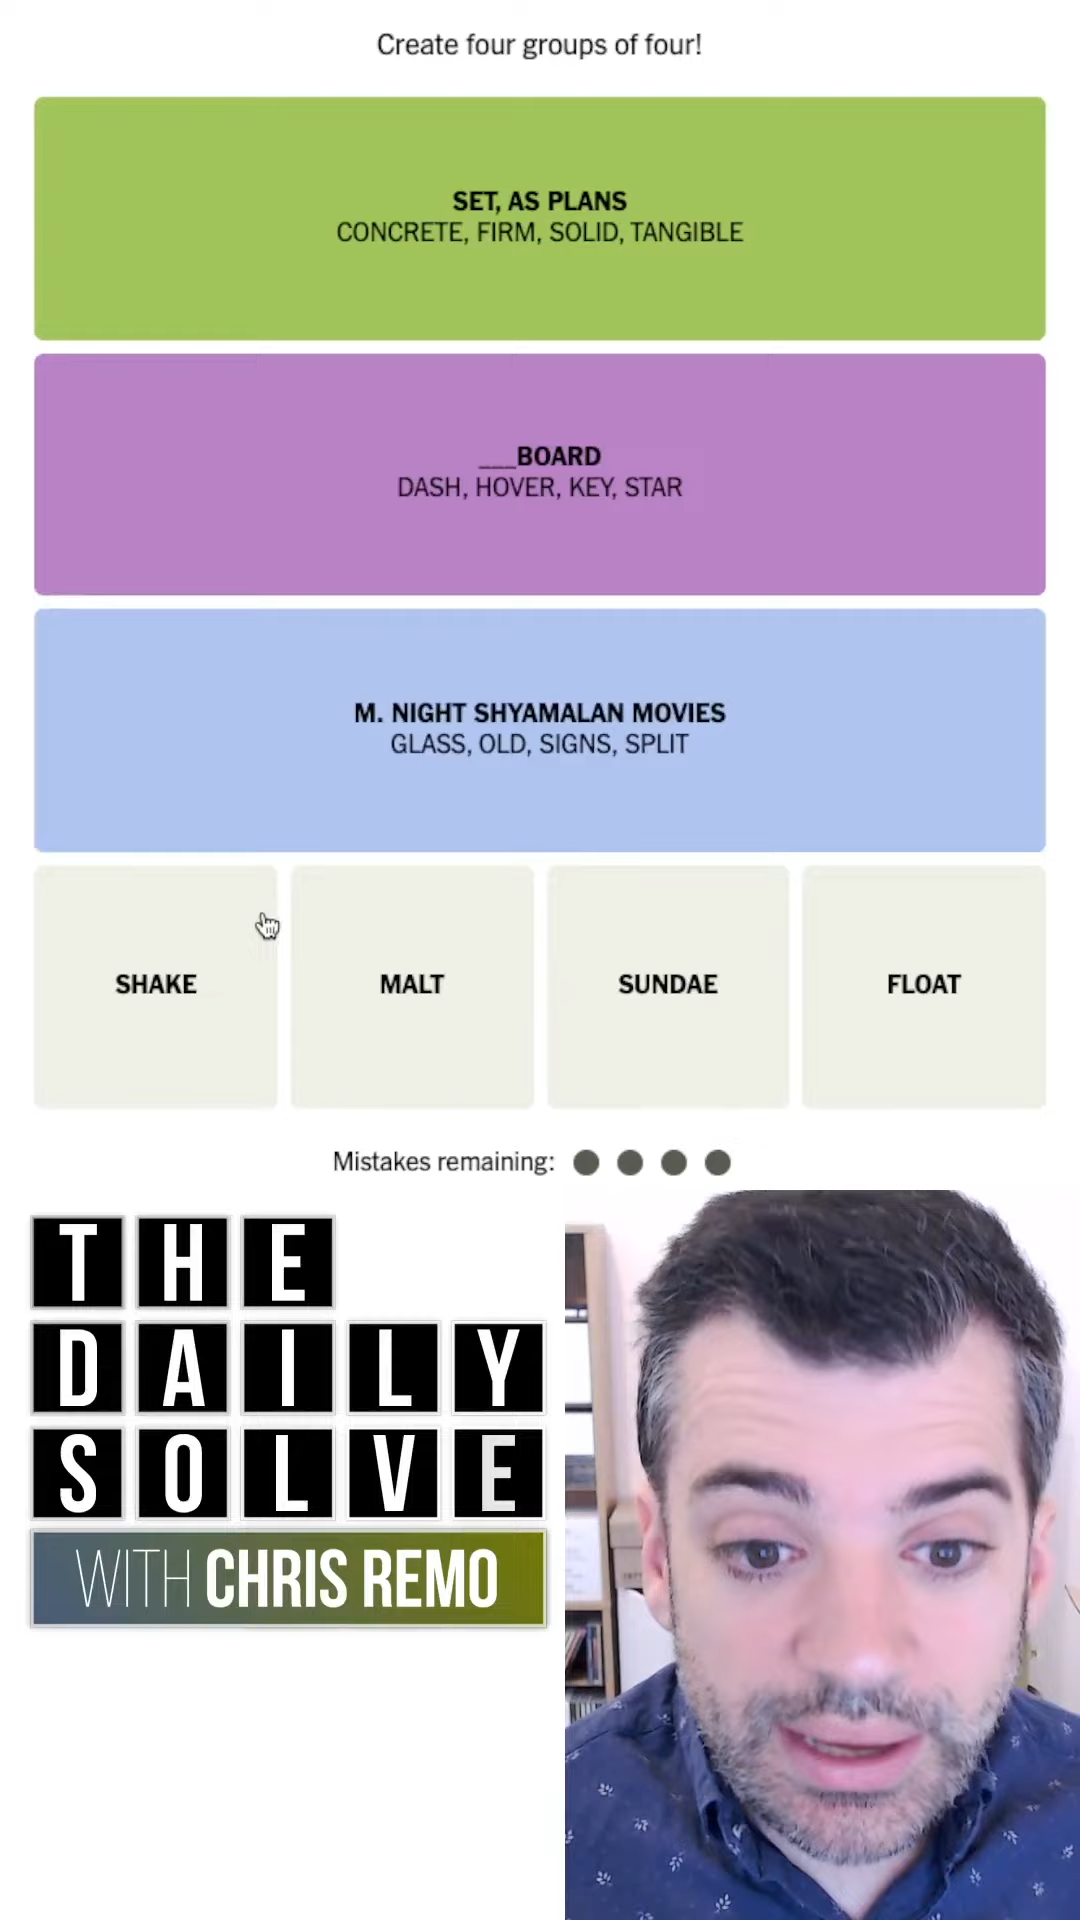 Create four groups of four!
SET, AS PLANS
CONCRETE, FIRM, SOLID, TANGIBLE
___BOARD
DASH, HOVER, KEY, STAR
M. NIGHT SHYAMALAN MOVIES
GLASS, OLD, SIGNS, SPLIT
SHAKE MALT SUNDAE FLOAT
Mistakes remaining:
THE
DAILY
SOLVE
WITH CHRIS REMO